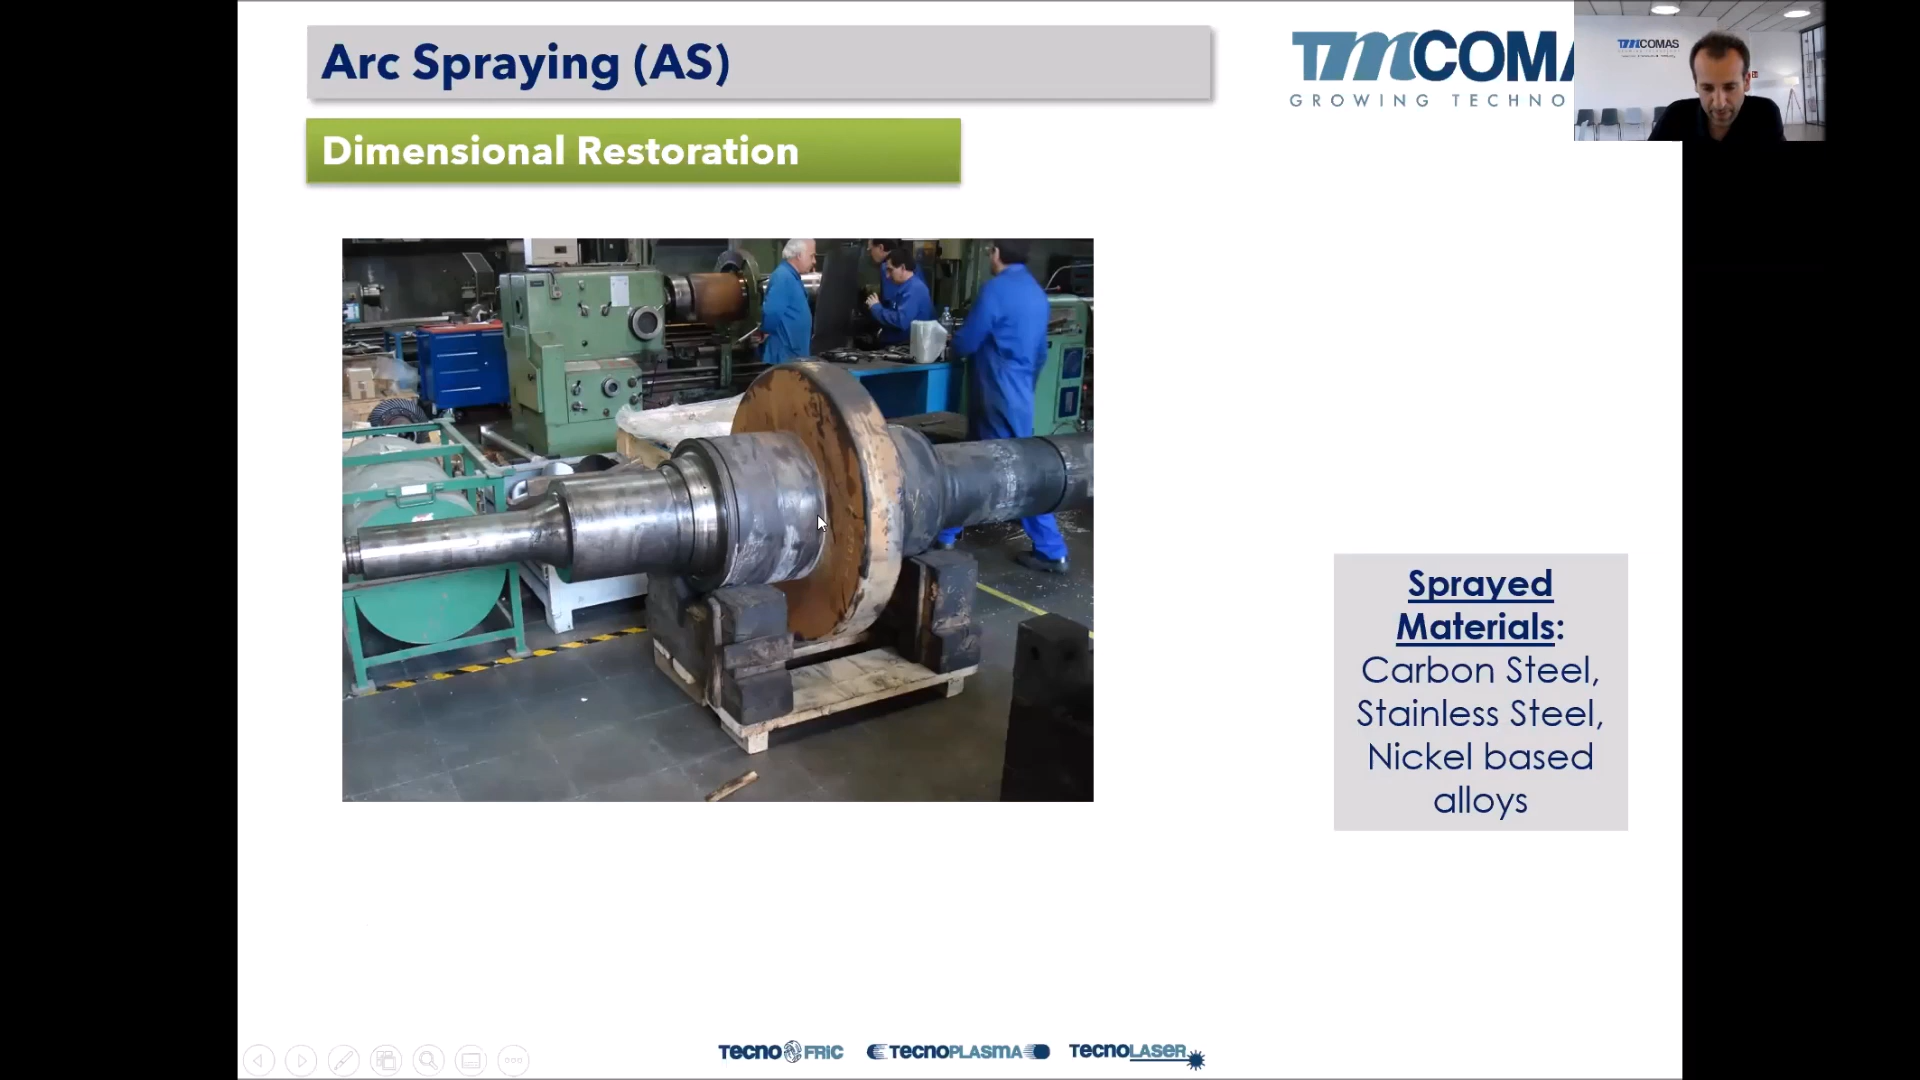 Arc Spraying (AS)
TMCOMA
GROWING TECHNO
TMCOMAS
Dimensional Restoration
Sprayed
Materials:
Carbon Steel,
Stainless Steel,
Nickel based
alloys
TECNOFRIC
TECNOPLASMA
TECNOLASER